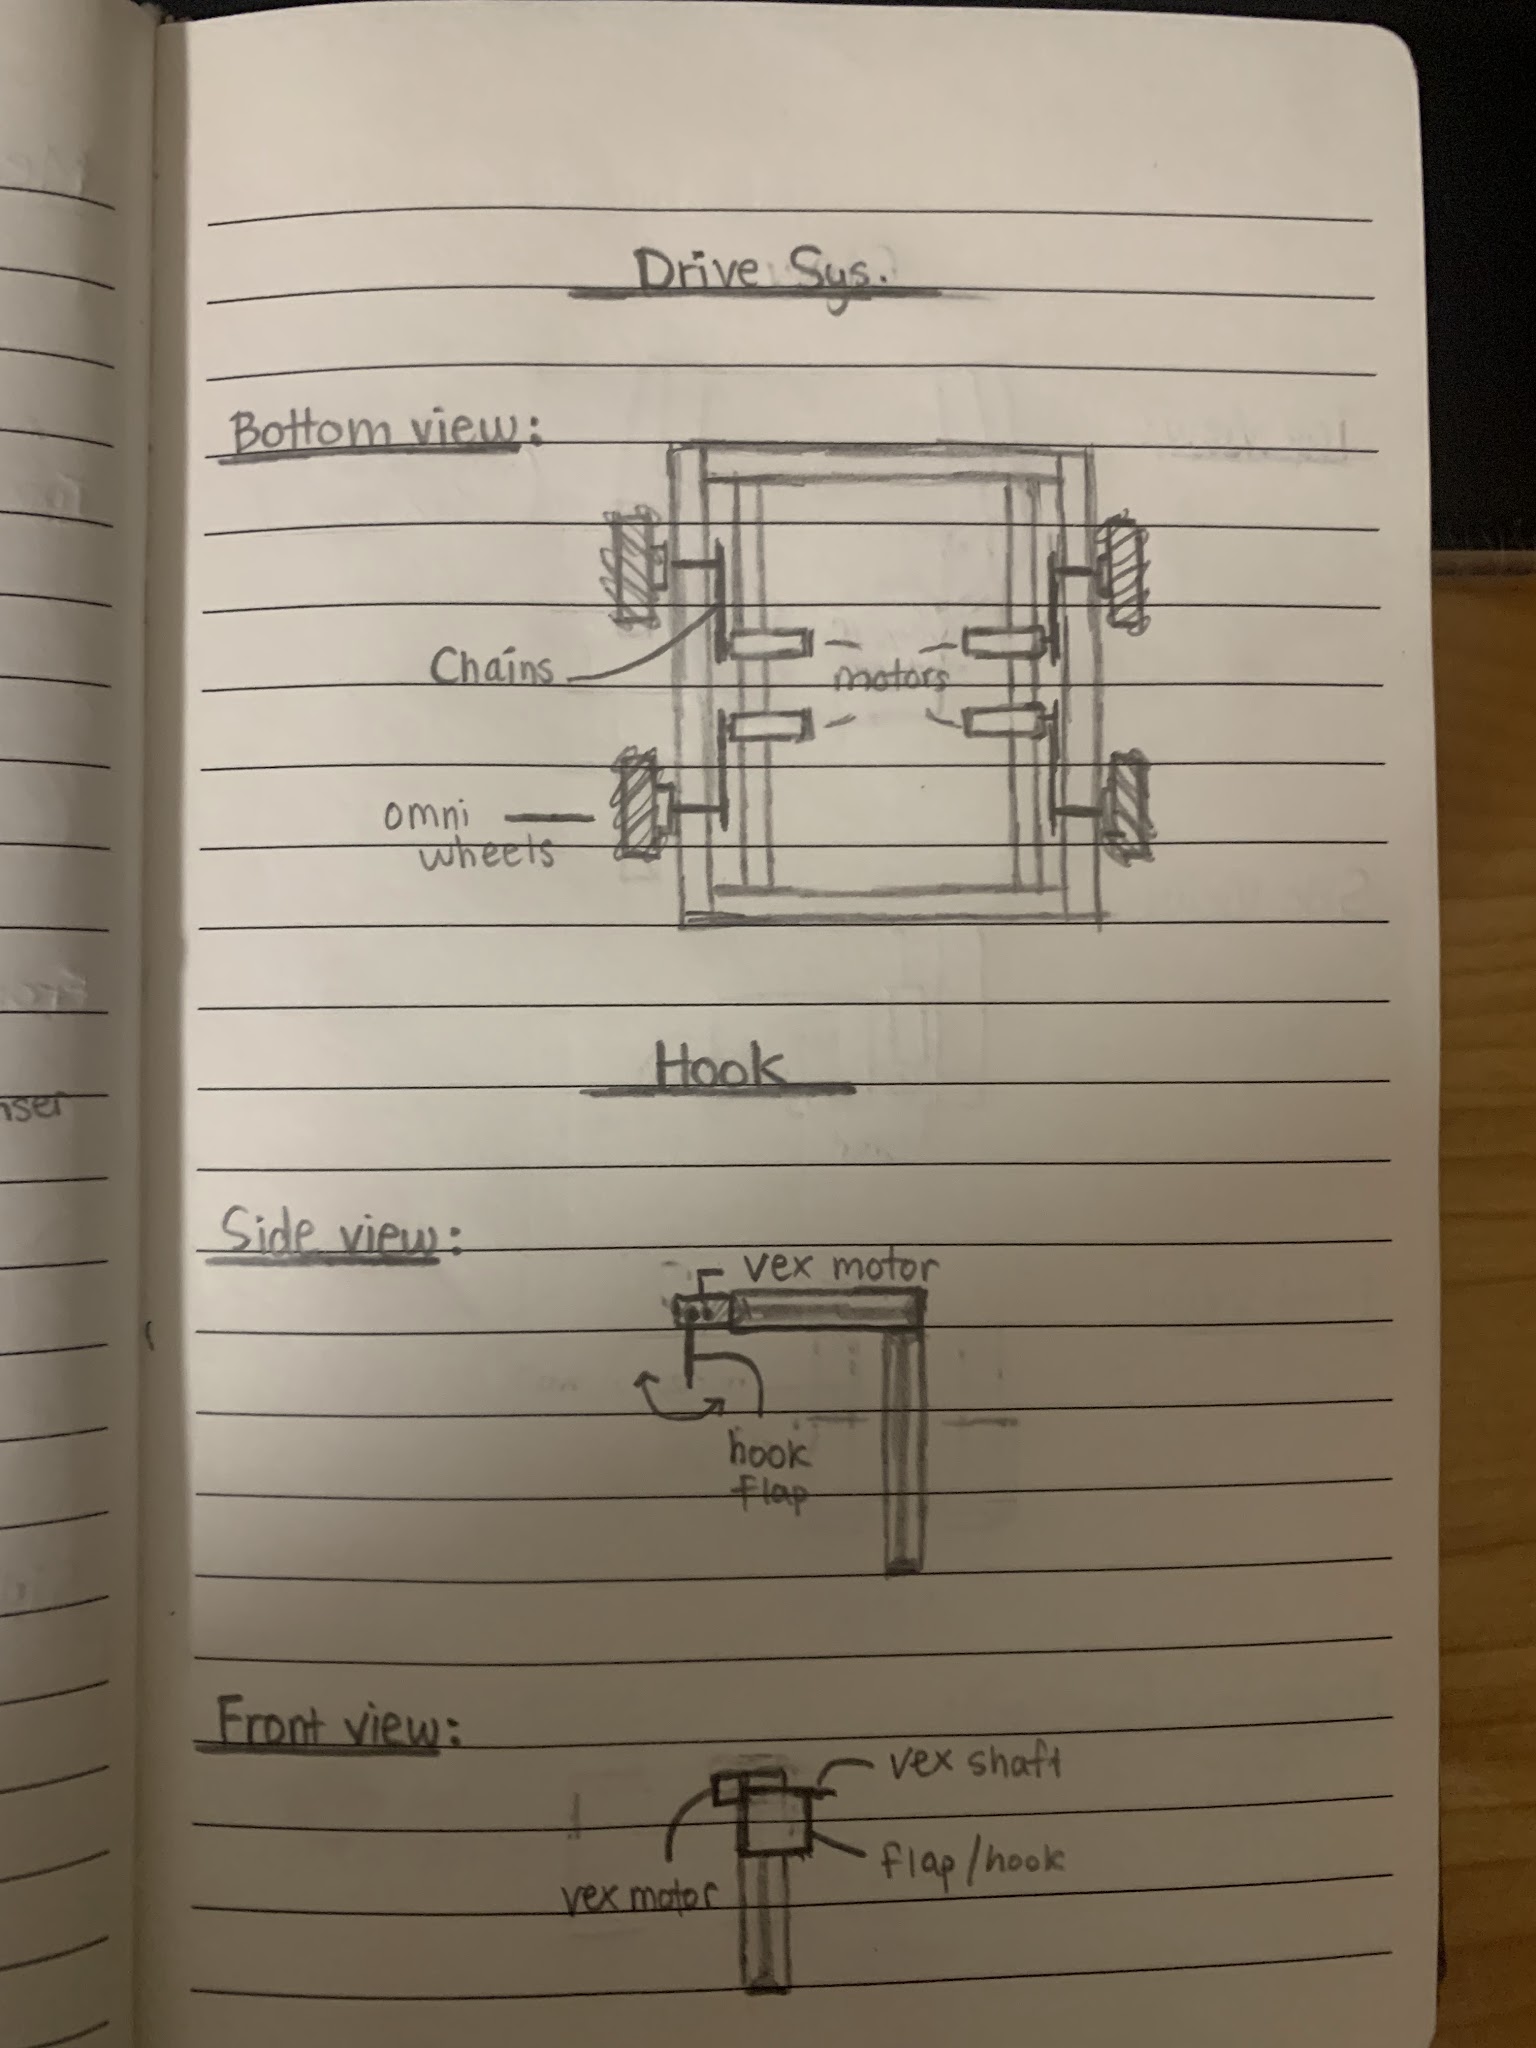 Drive Sys.
Bottom view:
Chains
motors
omni
wheels
Hook
Side view:
vex motor
hook
flap
Front view:
vex shaft
flap/hook
vex motor